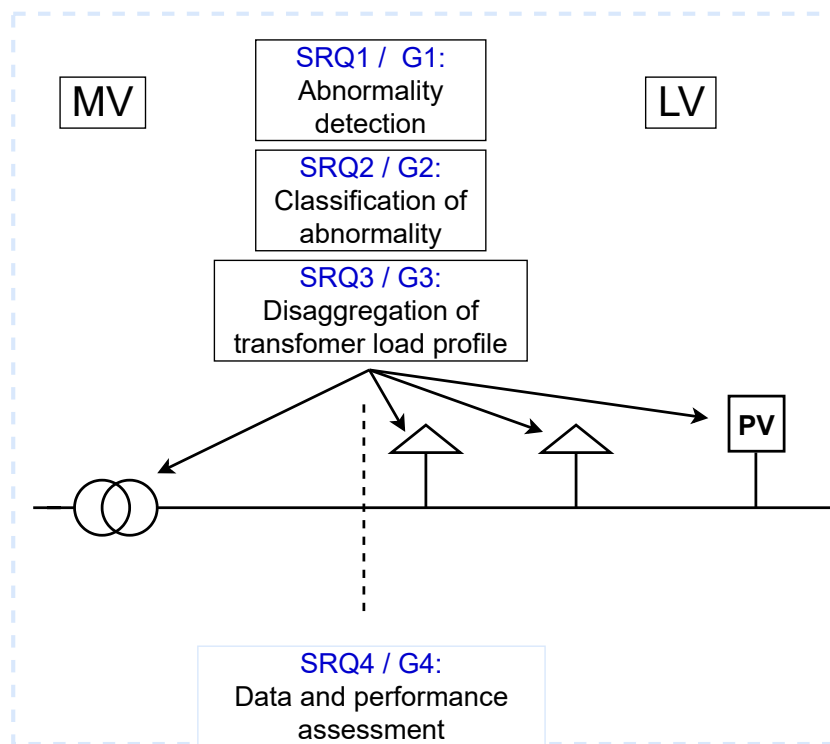 SRQ1 /  G1:
Abnormality
detection
MV
LV
SRQ2 / G2:
Classification of
abnormality
SRQ3 / G3:
Disaggregation of
transfomer load profile
PV
SRQ4 / G4:
Data and performance
assessment